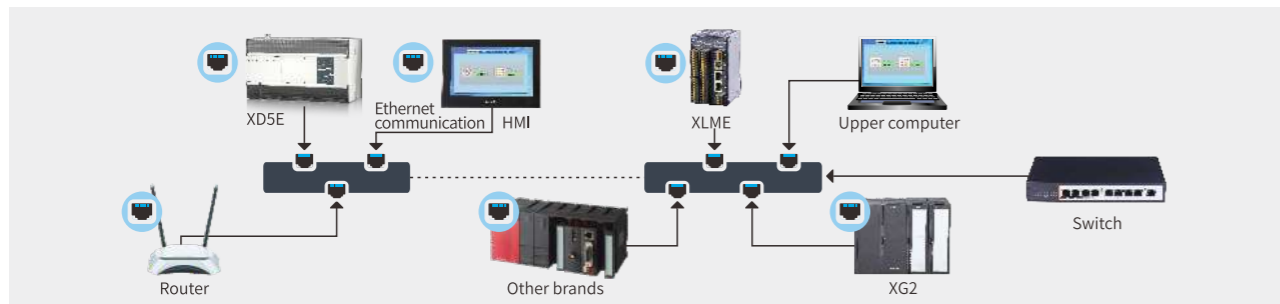 XD5E
Ethernet
communication
HMI
XLME
Upper computer
Switch
Router
Other brands
XG2